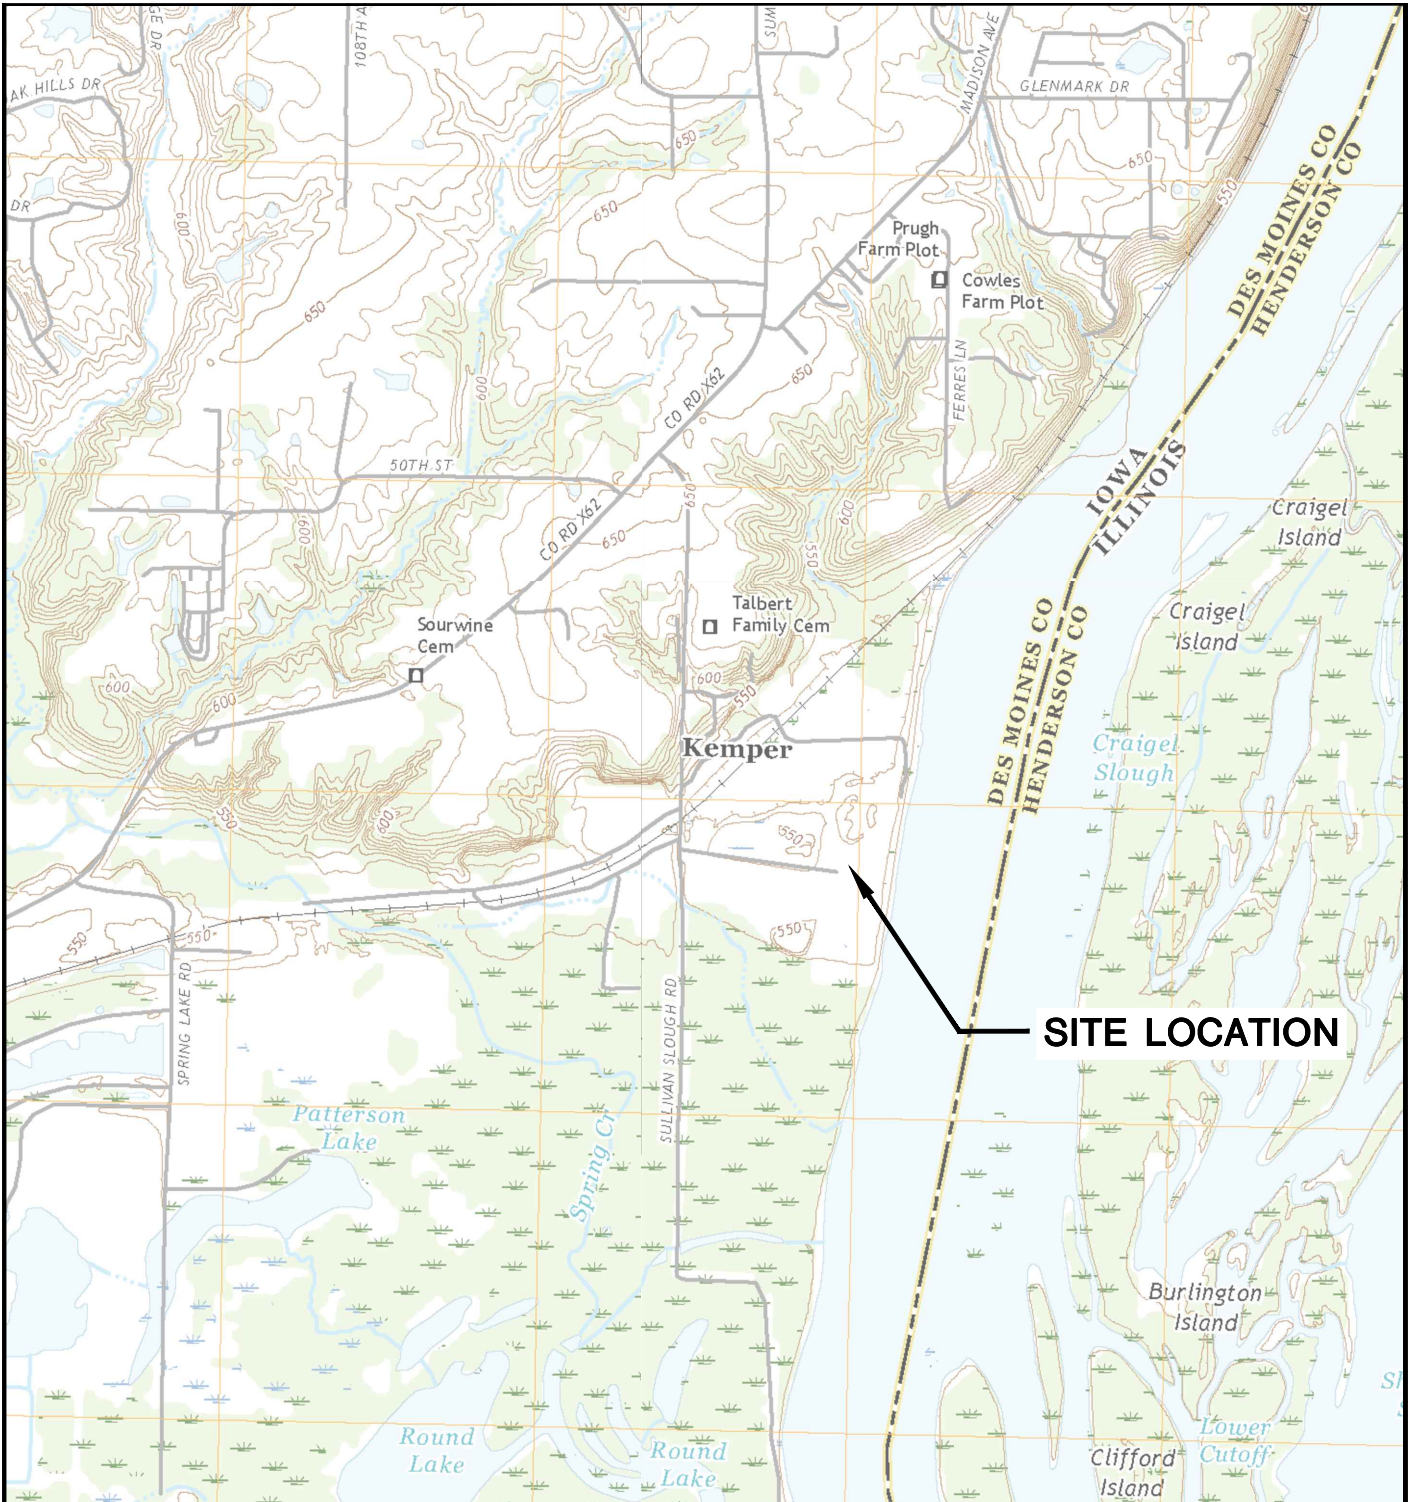 GE DR
108TH A
SUM
MADISON AVE
GLENMARK DR
AK HILLS DR
DR
650
650
600
650
550
DES MOINES CO
HENDERSON CO
Prugh
Farm Plot
Cowles
Farm Plot
650
650
600
CO RD X62
FERRES LN
50TH ST
IOWA
ILLINOIS
650
CO RD X62
650
600
600
550
Craigel
Island
Talbert
Family Cem
Sourwine
Cem
Craigel
Island
DES MOINES CO
HENDERSON CO
600
600
600
550
Kemper
Craigel
Slough
550
600
550
550
550
550
SPRING LAKE RD
SULLIVAN SLOUGH RD
SITE LOCATION
Patterson
Lake
Spring Cr
Burlington
Island
Round
Lake
Round
Lake
Clifford
Island
Lower
Cutoff